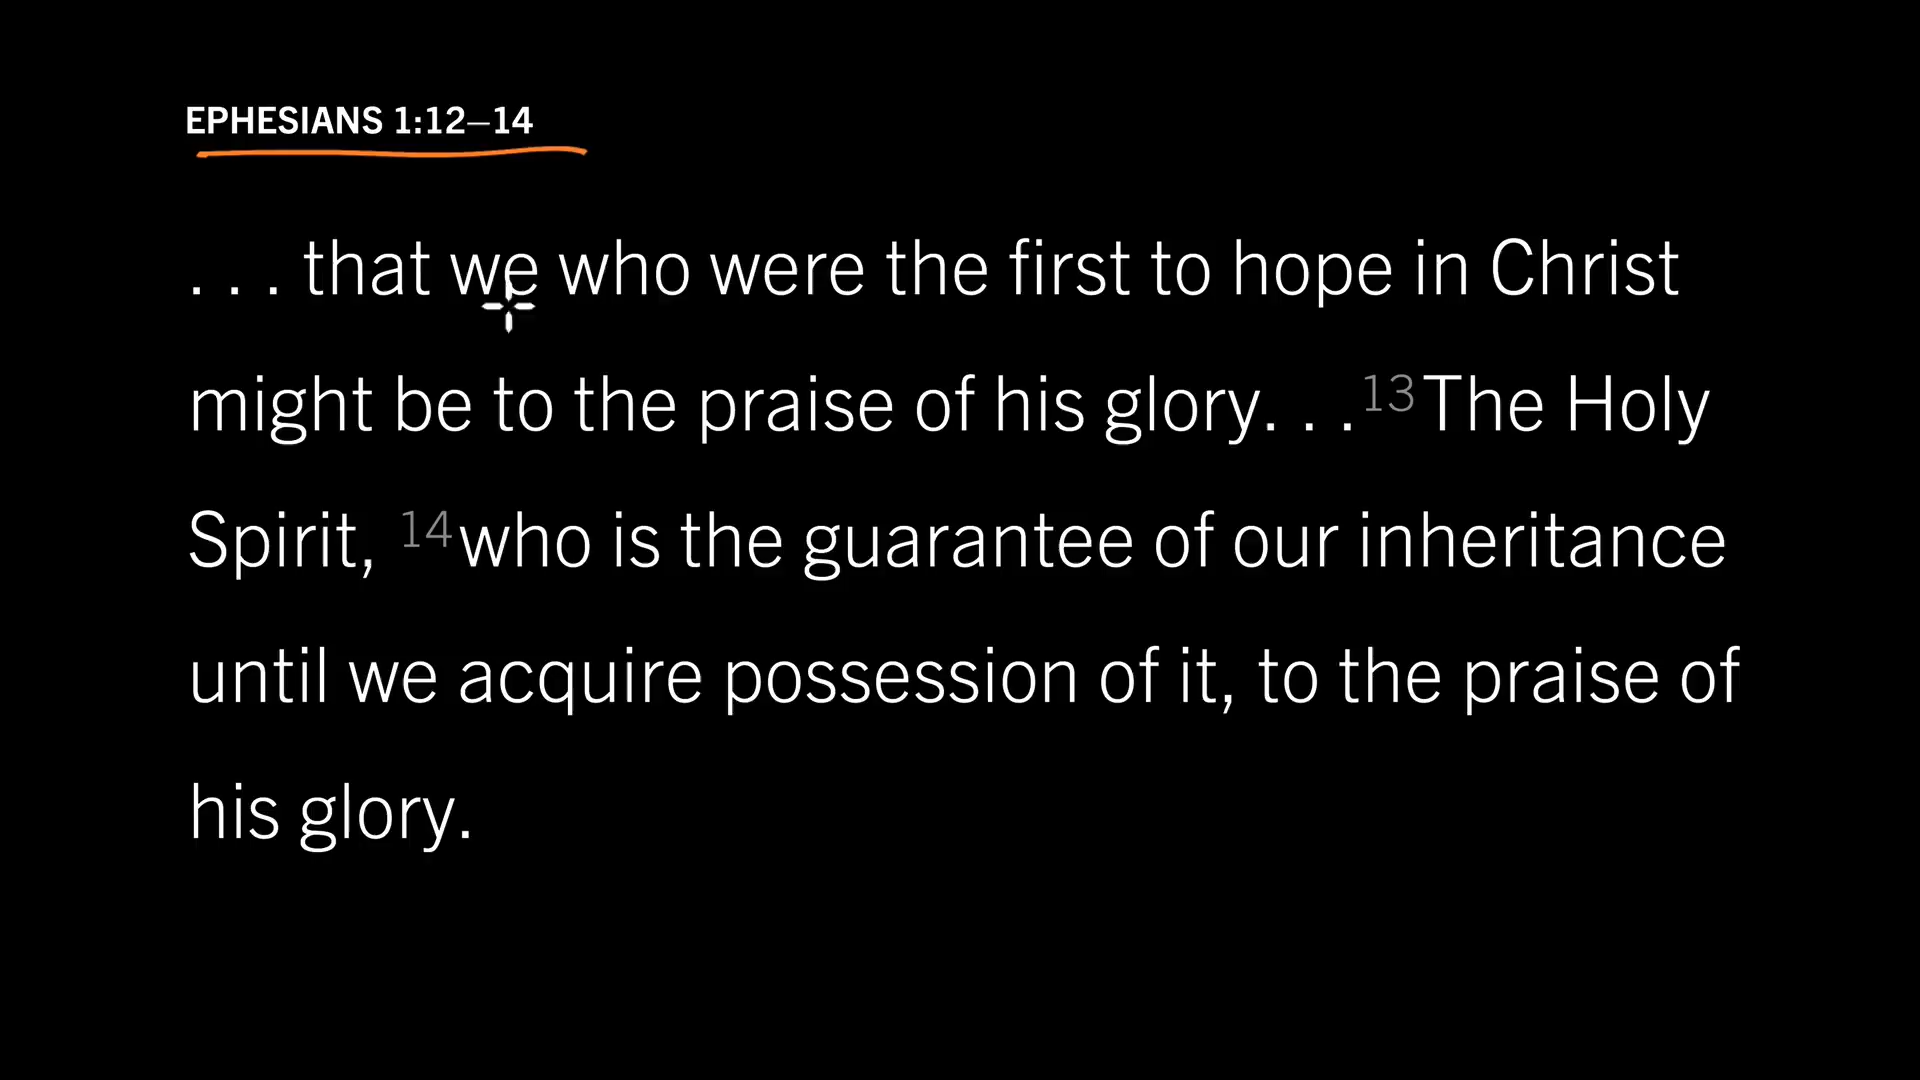 EPHESIANS 1:12–14
. . . that we who were the first to hope in Christ
might be to the praise of his glory. . . 13 The Holy
Spirit, 14 who is the guarantee of our inheritance
until we acquire possession of it, to the praise of
his glory.